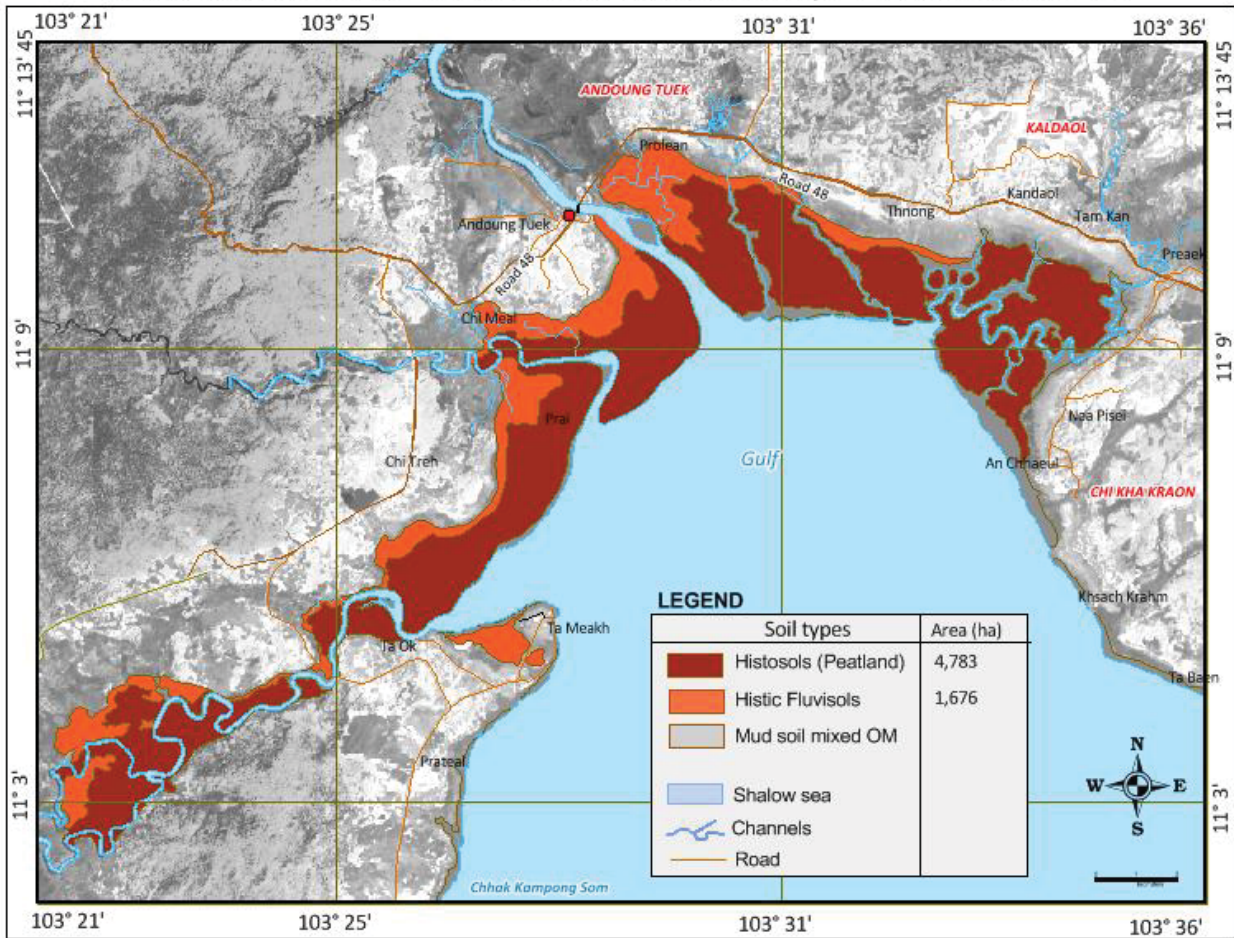 103° 21' 103° 25' 103° 31' 103° 36'
11° 13' 45
11° 13' 45
ANDOUNG TUEK
KALDAOL
Prolean
Road 48
Kandaol
Thnong
Tam Kan
Andoung Tuek
Preaek
Road 48
Chi Meal
11° 9'
11° 9'
Prai
Naa Pisei
Gulf
Chi Treh
An Chhaeul
CHI KHA KRAON
Khsach Krahm
Ta Meakh
Ta Ok
Ta Baen
LEGEND
Soil types Area (ha)
Histosols (Peatland) 4,783
Histic Fluvisols 1,676
Mud soil mixed OM
Shalow sea
Channels
Road
Prateal
N
W E
S
11° 3'
11° 3'
Chhak Kampong Som
103° 21' 103° 25' 103° 31' 103° 36'